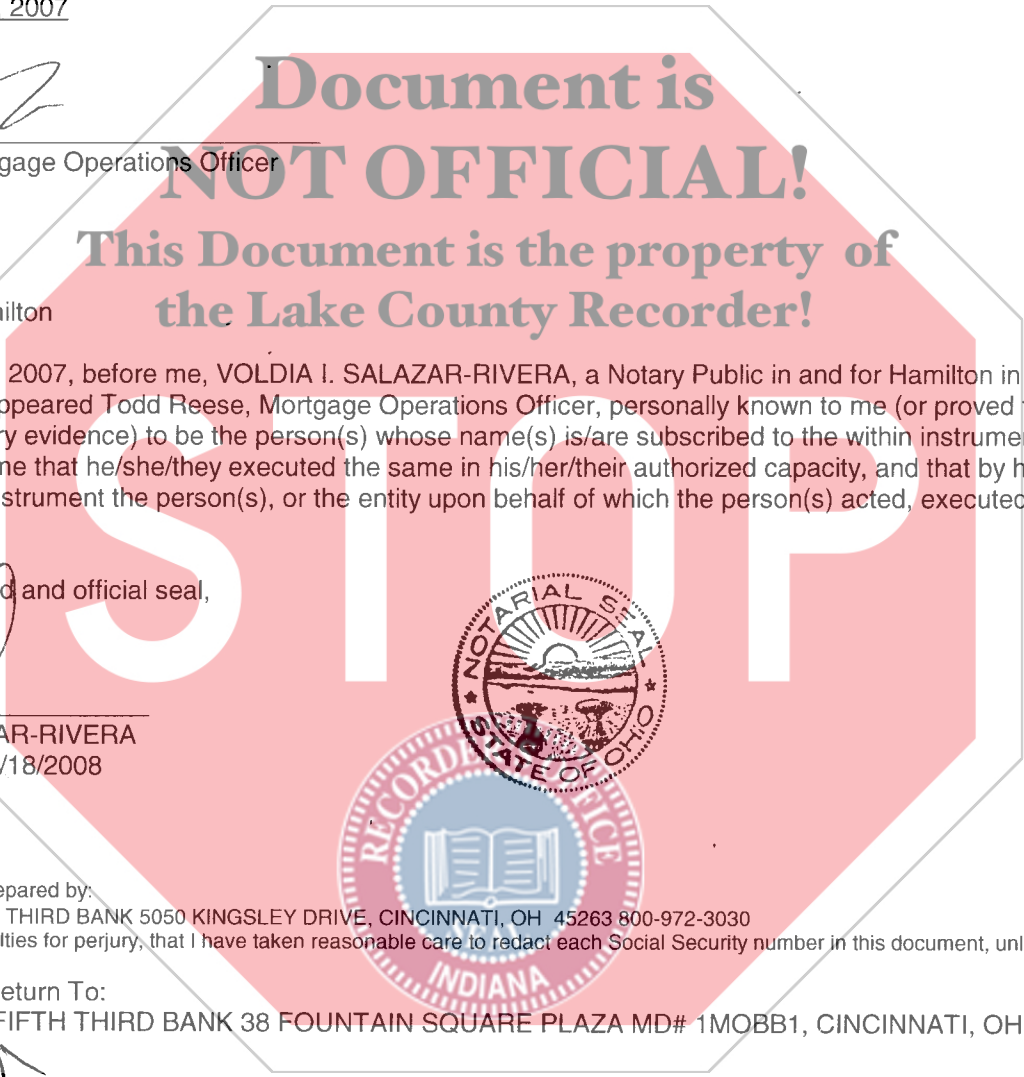 2007
Document is
NOT OFFICIAL!
gage Operations Officer
This Document is the property of
the Lake County Recorder!
ilton
2007, before me, VOLDIA I. SALAZAR-RIVERA, a Notary Public in and for Hamilton in
ppeared Todd Reese, Mortgage Operations Officer, personally known to me (or proved
ry evidence) to be the person(s) whose name(s) is/are subscribed to the within instrume
me that he/she/they executed the same in his/her/their authorized capacity, and that by h
strument the person(s), or the entity upon behalf of which the person(s) acted, executed
STOP
d and official seal,
NOTARIAL SEAL
STATE OF OHIO
AR-RIVERA
/18/2008
RECORDER'S OFFICE
SEAL
INDIANA
epared by:
THIRD BANK 5050 KINGSLEY DRIVE, CINCINNATI, OH 45263 800-972-3030
lties for perjury, that I have taken reasonable care to redact each Social Security number in this document, unl
eturn To:
FIFTH THIRD BANK 38 FOUNTAIN SQUARE PLAZA MD# 1MOBB1, CINCINNATI, OH